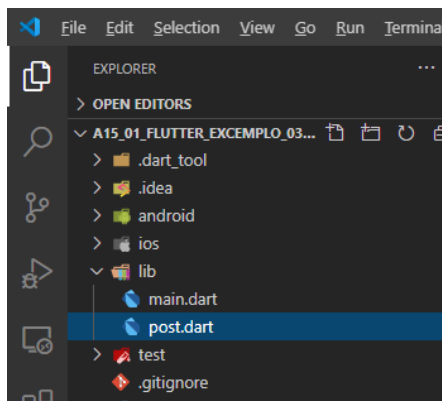 File Edit Selection View Go Run Termina
EXPLORER
OPEN EDITORS
A15_01_FLUTTER_EXCEMPLO_03...
.dart_tool
.idea
android
ios
lib
main.dart
post.dart
test
.gitignore